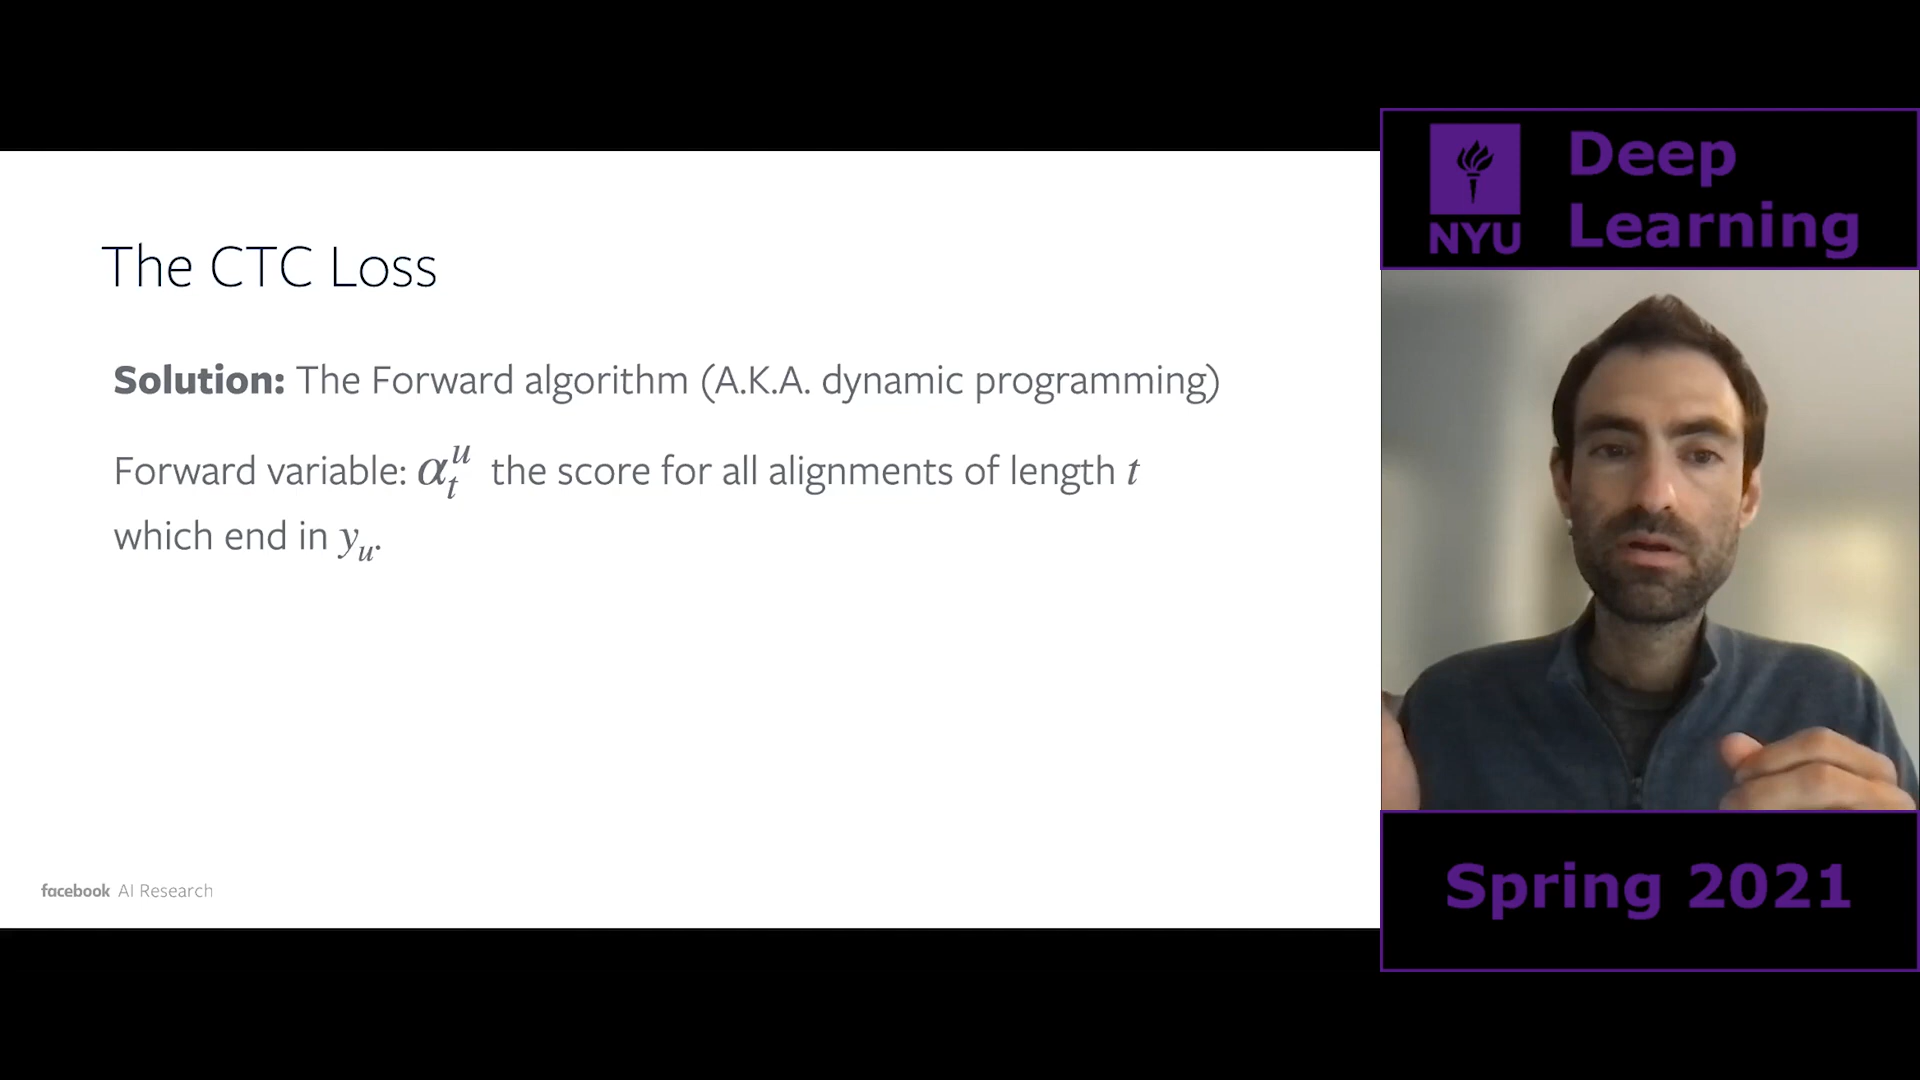 The CTC Loss
Solution: The Forward algorithm (A.K.A. dynamic programming)
Forward variable: α_t^u the score for all alignments of length t
which end in y_u.
facebook AI Research
NYU
Deep
Learning
Spring 2021